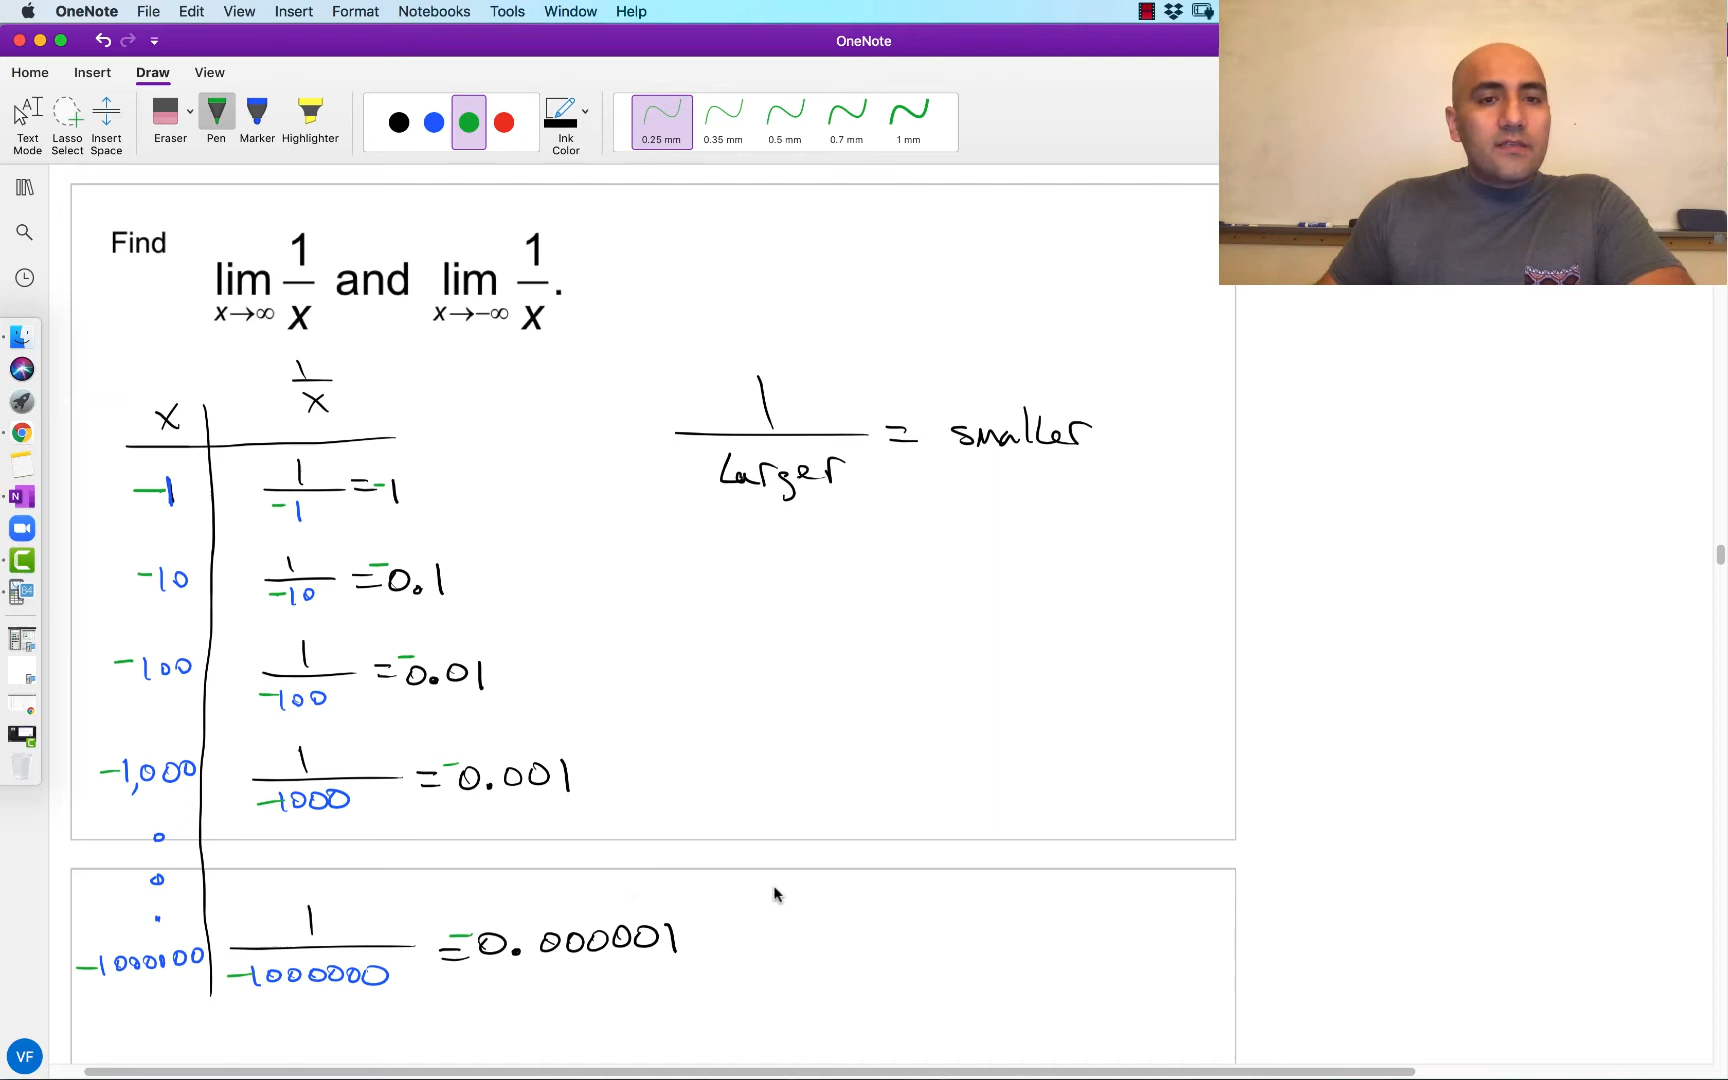 OneNote File Edit View Insert Format Notebooks Tools Window Help
OneNote
Home Insert Draw View
Text Mode Lasso Select Insert Space Eraser Pen Marker Highlighter Ink Color 0.25 mm 0.35 mm 0.5 mm 0.7 mm 1 mm
Find
lim x→∞ 1/x and lim x→-∞ 1/x.
x 1/x
1/Larger = smaller
-1 1/-1 = -1
-10 1/-10 = -0.1
-100 1/-100 = -0.01
-1,000 1/-1000 = -0.001
-1000000 1/-1000000 = -0.000001
VF